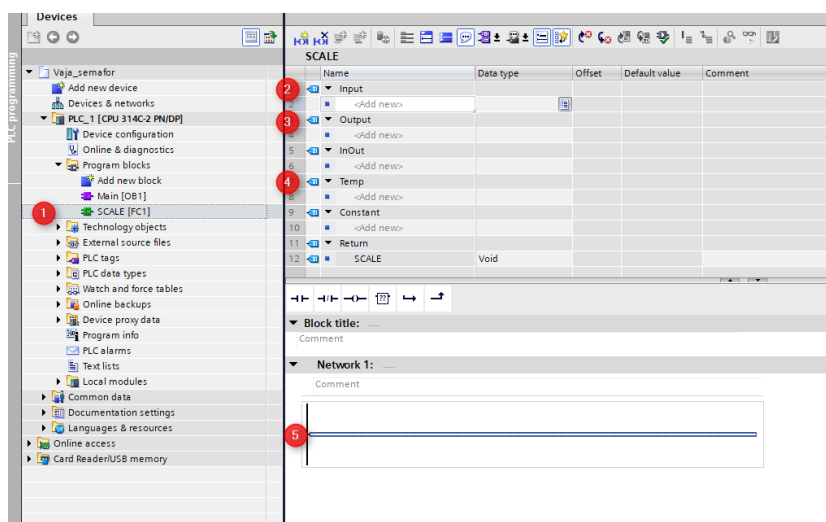 Devices
PLC programming
Vaja_semafor
Add new device
Devices & networks
PLC_1 [CPU 314C-2 PN/DP]
Device configuration
Online & diagnostics
Program blocks
Add new block
Main [OB1]
1 SCALE [FC1]
Technology objects
External source files
PLC tags
PLC data types
Watch and force tables
Online backups
Device proxy data
Program info
PLC alarms
Text lists
Local modules
Common data
Documentation settings
Languages & resources
Online access
Card Reader/USB memory
SCALE
Name Data type Offset Default value Comment
2 Input
<Add new>
3 Output
<Add new>
5 InOut
6 <Add new>
4 Temp
8 <Add new>
9 Constant
10 <Add new>
11 Return
12 SCALE Void
??
Block title: .....
Comment
Network 1: .....
Comment
5